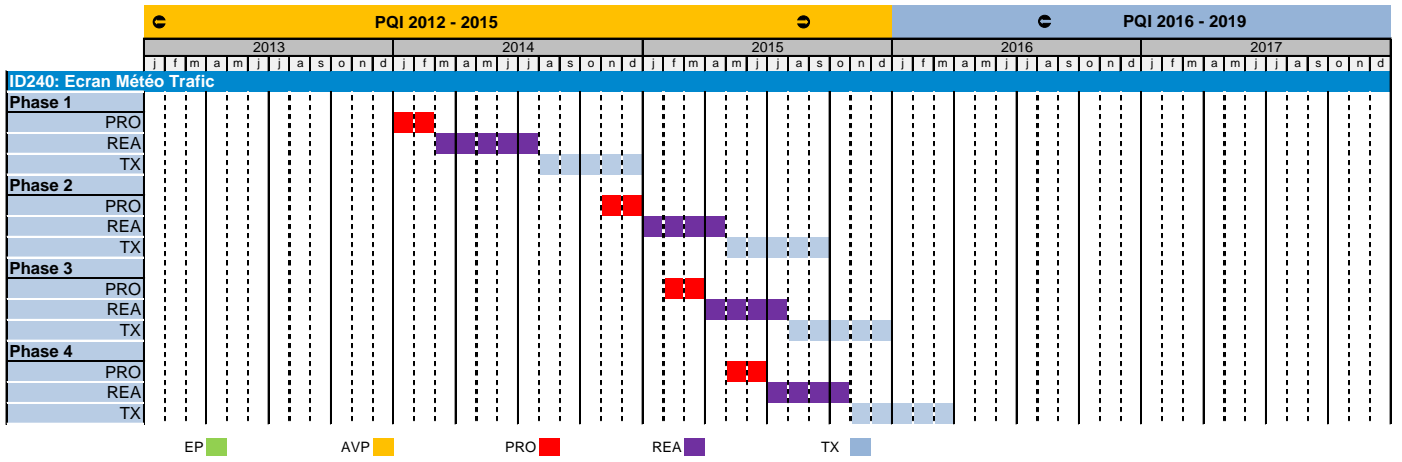 PQI 2012 - 2015 PQI 2016 - 2019
2013 2014 2015 2016 2017
j f m a m j j a s o n d j f m a m j j a s o n d j f m a m j j a s o n d j f m a m j j a s o n d j f m a m j j a s o n d
ID240: Ecran Météo Trafic
Phase 1
PRO
REA
TX
Phase 2
PRO
REA
TX
Phase 3
PRO
REA
TX
Phase 4
PRO
REA
TX
EP AVP PRO REA TX